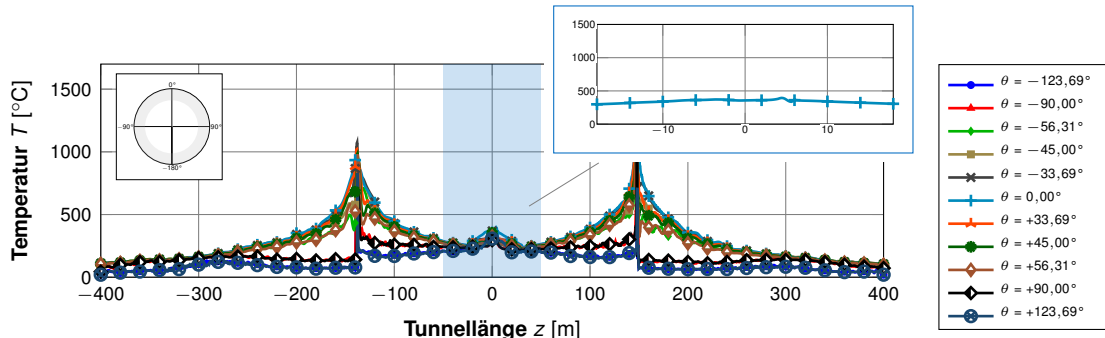 1500
1000
500
0
−10
0
10
Temperatur T [°C]
1500
1000
500
0
0°
−90°
90°
−180°
−400
−300
−200
−100
0
100
200
300
400
Tunnellänge z [m]
θ = −123,69°
θ = −90,00°
θ = −56,31°
θ = −45,00°
θ = −33,69°
θ = 0,00°
θ = +33,69°
θ = +45,00°
θ = +56,31°
θ = +90,00°
θ = +123,69°